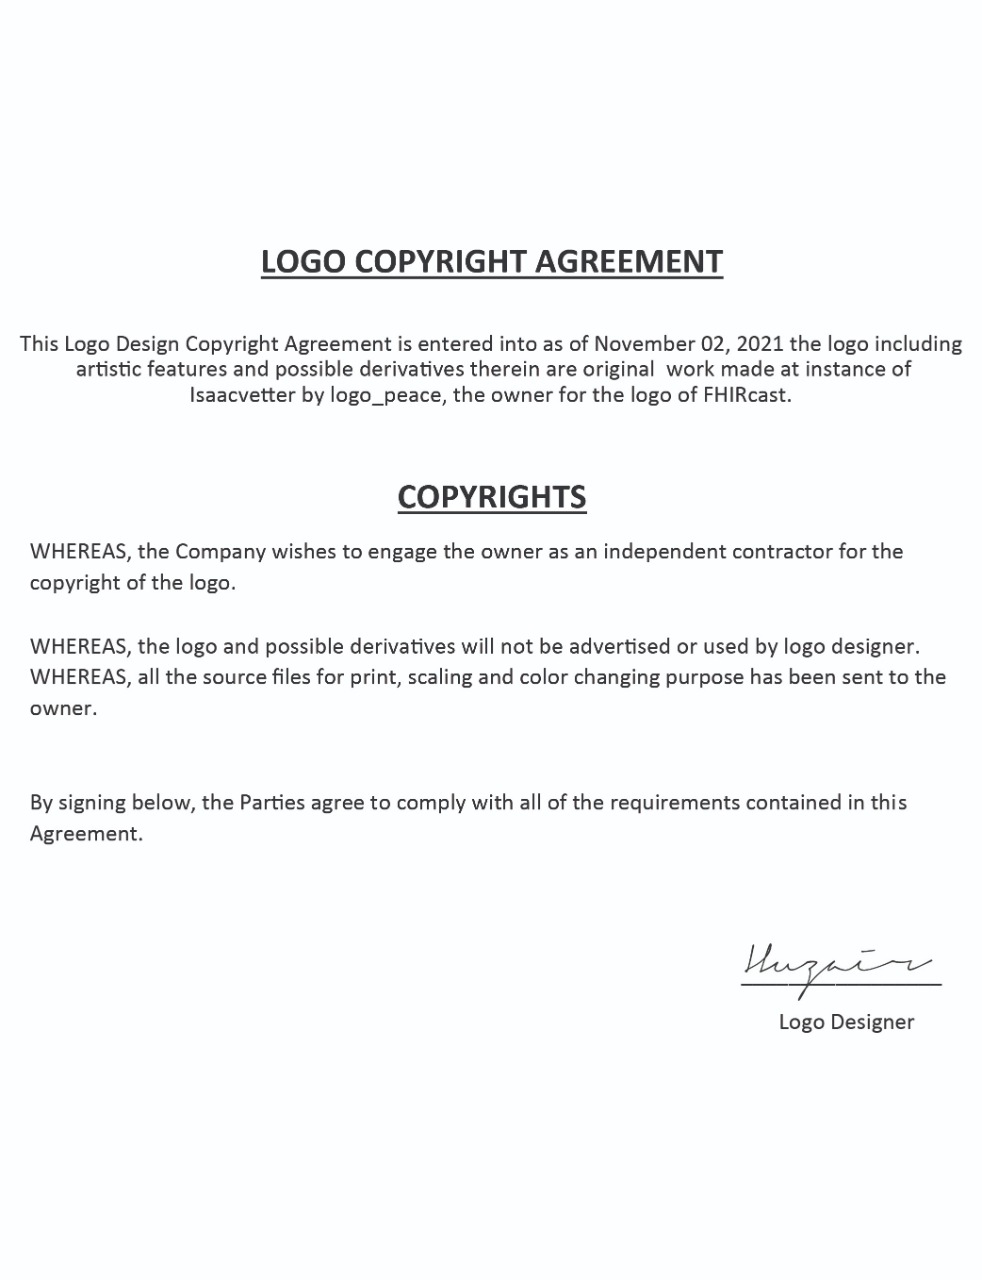 LOGO COPYRIGHT AGREEMENT
This Logo Design Copyright Agreement is entered into as of November 02, 2021 the logo including
artistic features and possible derivatives therein are original  work made at instance of
Isaacvetter by logo_peace, the owner for the logo of FHIRcast.
COPYRIGHTS
WHEREAS, the Company wishes to engage the owner as an independent contractor for the
copyright of the logo.
WHEREAS, the logo and possible derivatives will not be advertised or used by logo designer.
WHEREAS, all the source files for print, scaling and color changing purpose has been sent to the
owner.
By signing below, the Parties agree to comply with all of the requirements contained in this
Agreement.
Huzair
Logo Designer